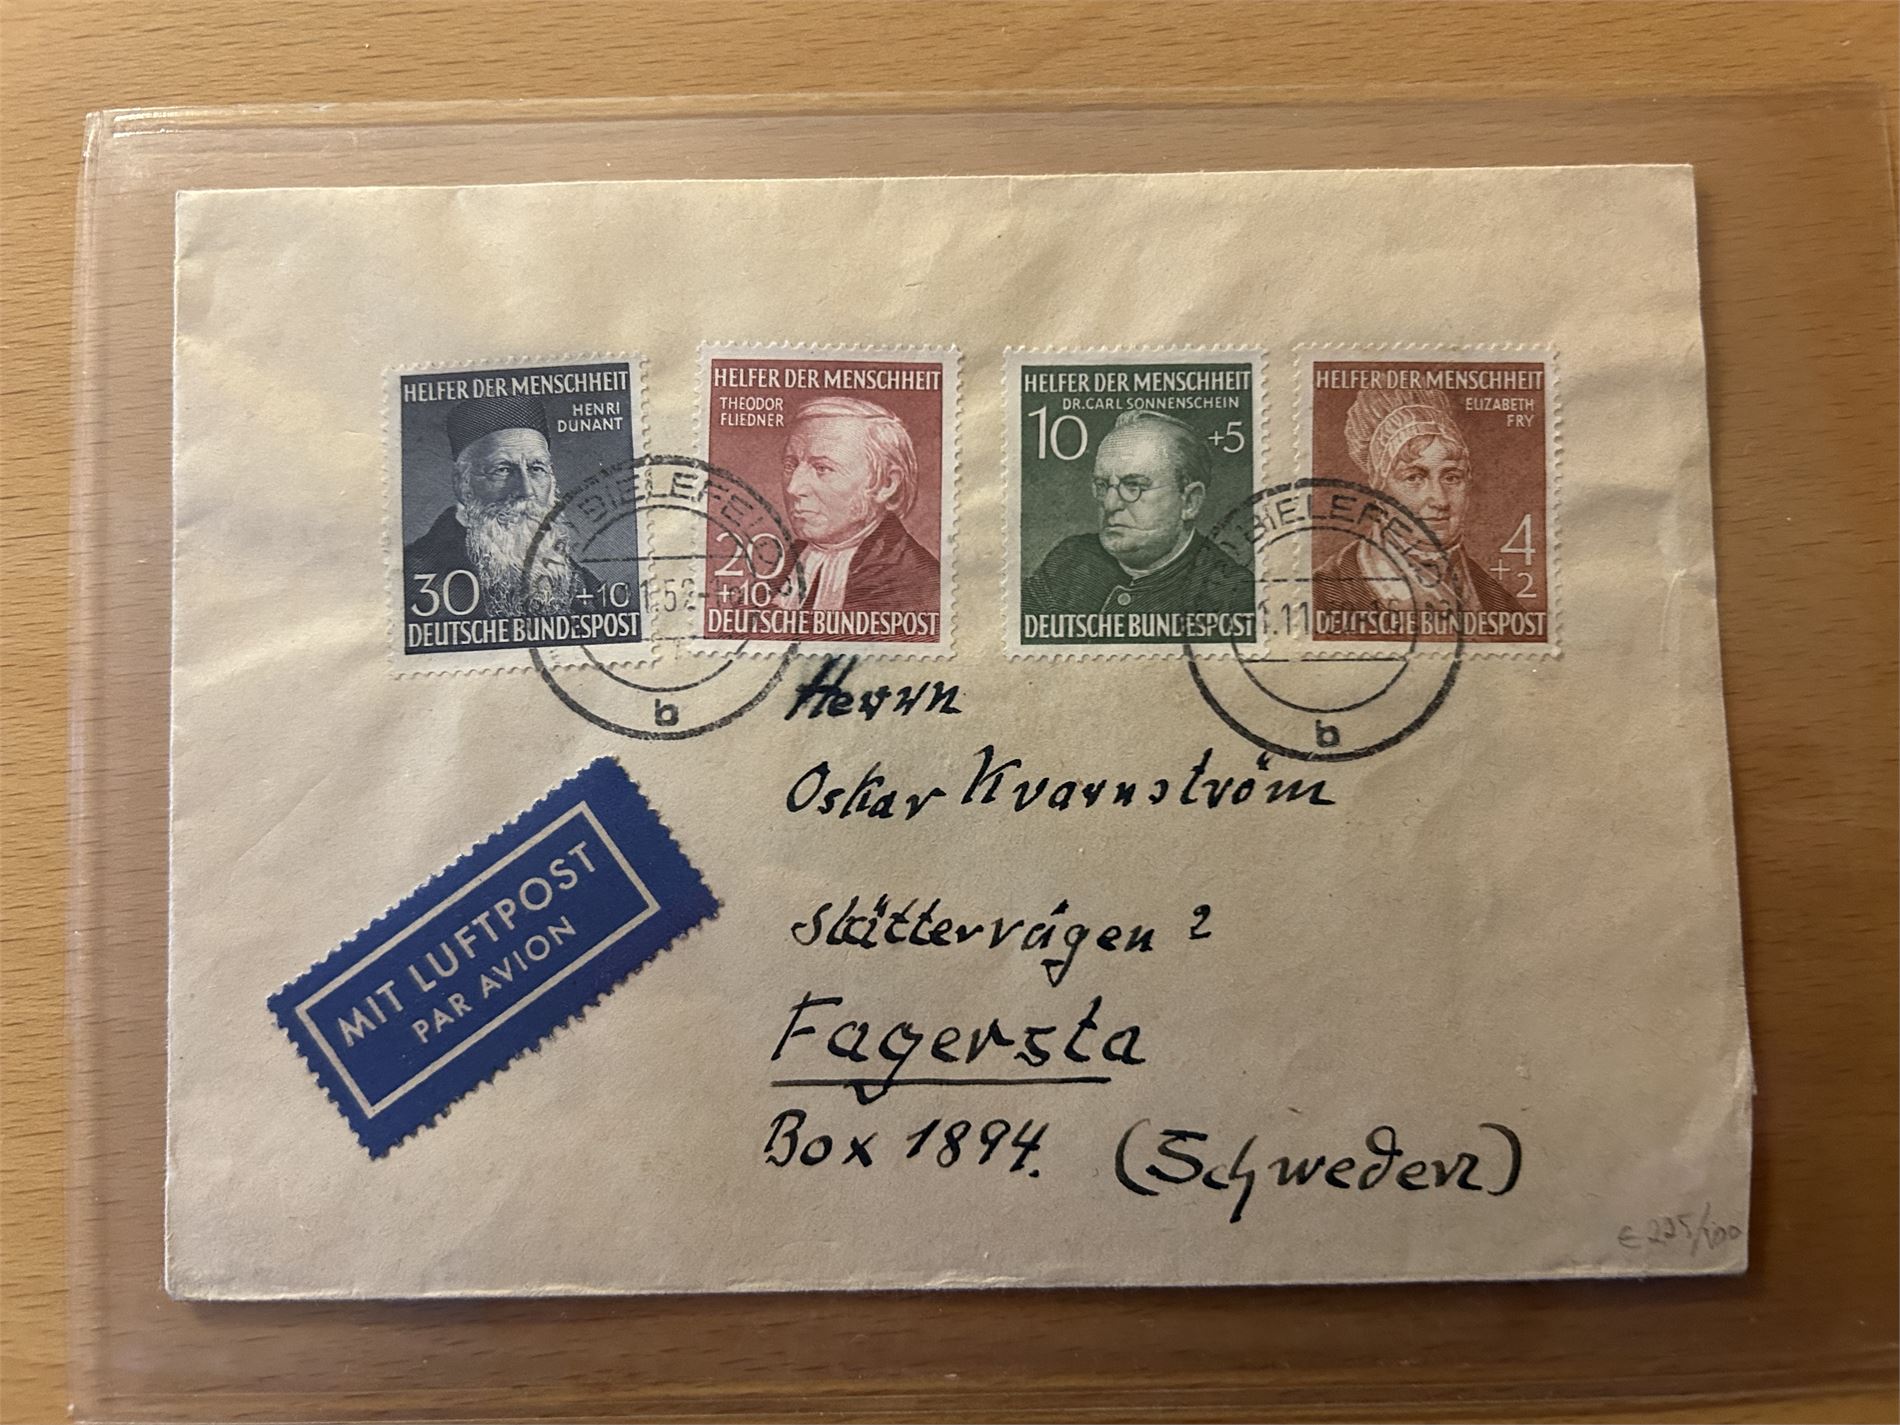 HELFER DER MENSCHHEIT
HENRI
DUNANT
30
+10
DEUTSCHE BUNDESPOST
HELFER DER MENSCHHEIT
THEODOR
FLIEDNER
20
+10
DEUTSCHE BUNDESPOST
HELFER DER MENSCHHEIT
DR. CARL SONNENSCHEIN
10
+5
DEUTSCHE BUNDESPOST
HELFER DER MENSCHHEIT
ELIZABETH
FRY
4
+2
DEUTSCHE BUNDESPOST
BIELEFELD
b
BIELEFELD
b
Herrn
Oskar Kvarnström
Slättervägen 2
Fagersta
Box 1894.
(Schweden)
MIT LUFTPOST
PAR AVION